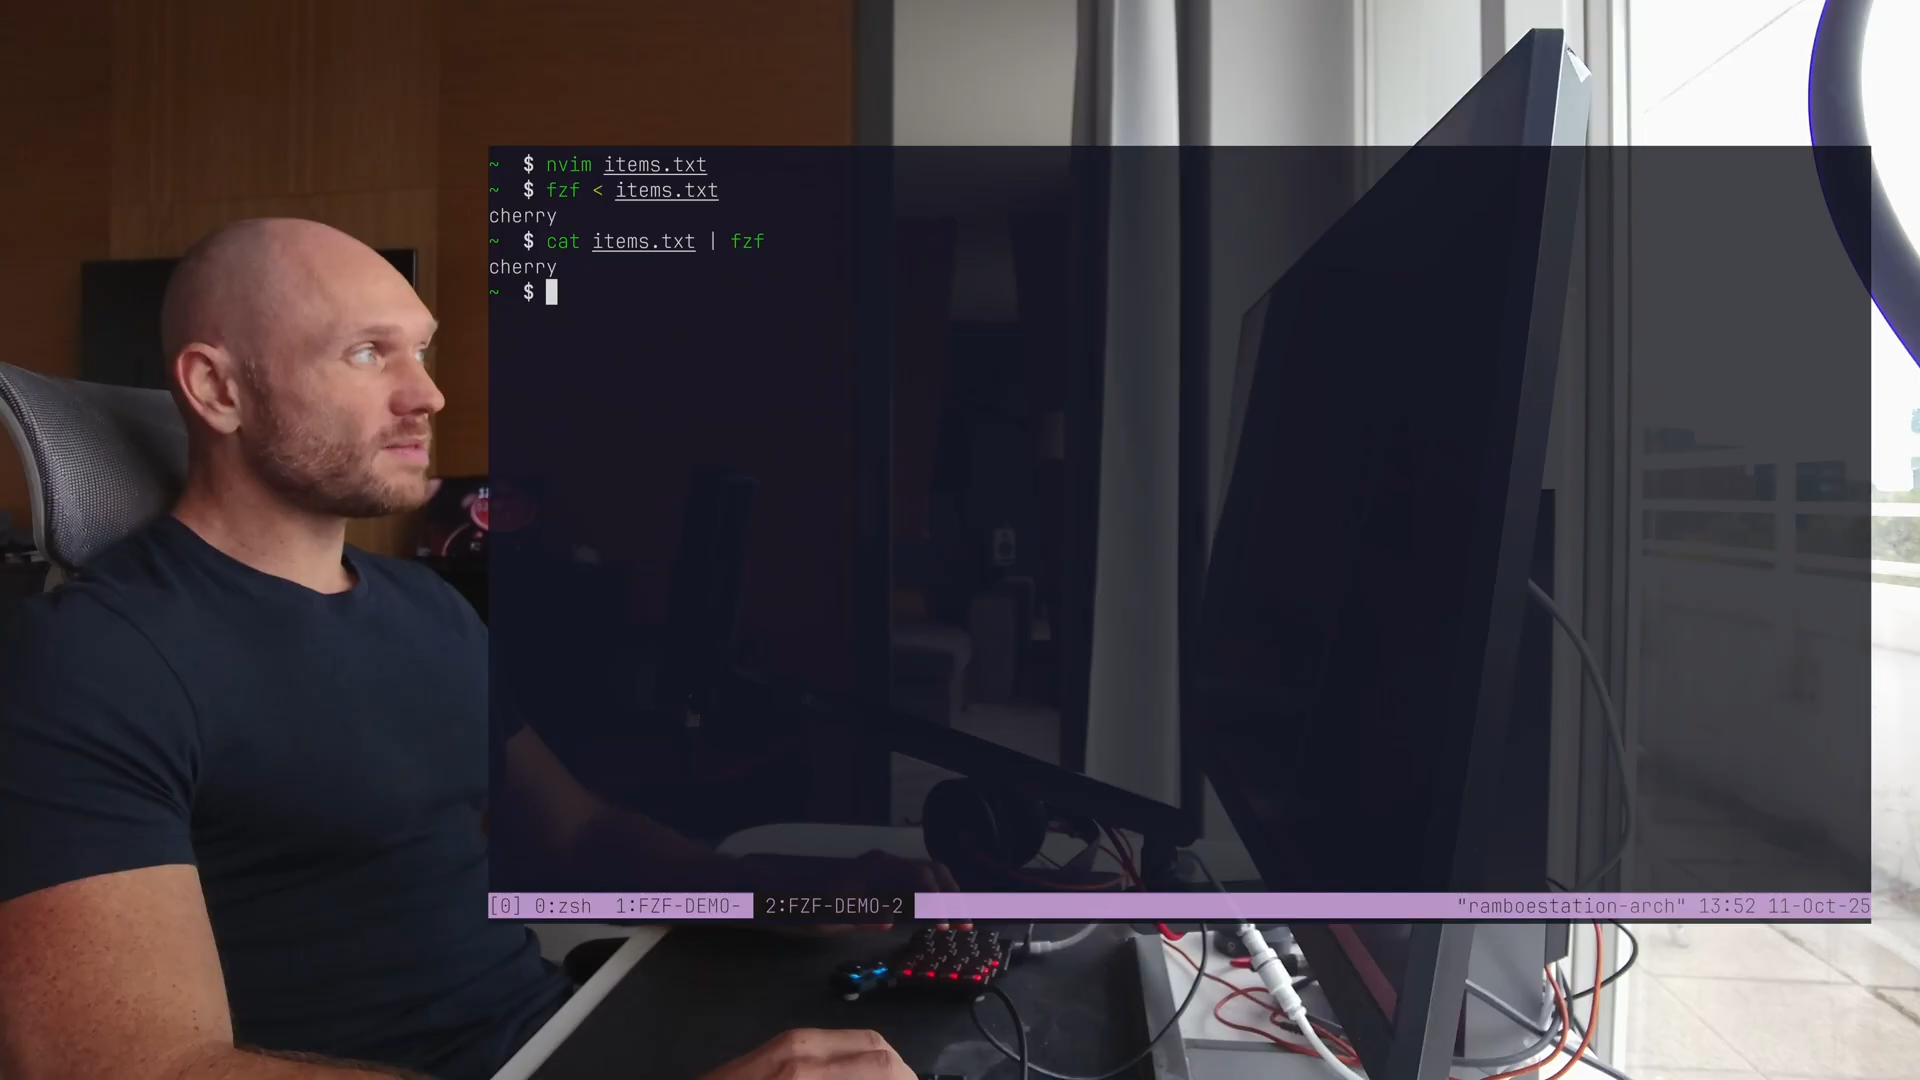 ~ $ nvim items.txt
~ $ fzf < items.txt
cherry
~ $ cat items.txt | fzf
cherry
~ $
[0] 0:zsh 1:FZF-DEMO- 2:FZF-DEMO-2 "ramboestation-arch" 13:52 11-Oct-25